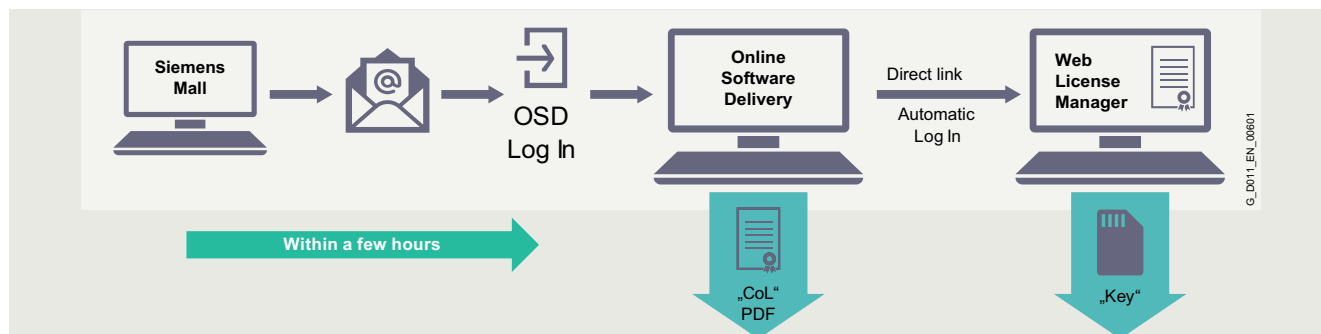 Siemens
Mall
@
OSD
Log In
Online
Software
Delivery
Direct link
Automatic
Log In
Web
License
Manager
G_D011_EN_00601
Within a few hours
„CoL“
PDF
„Key“